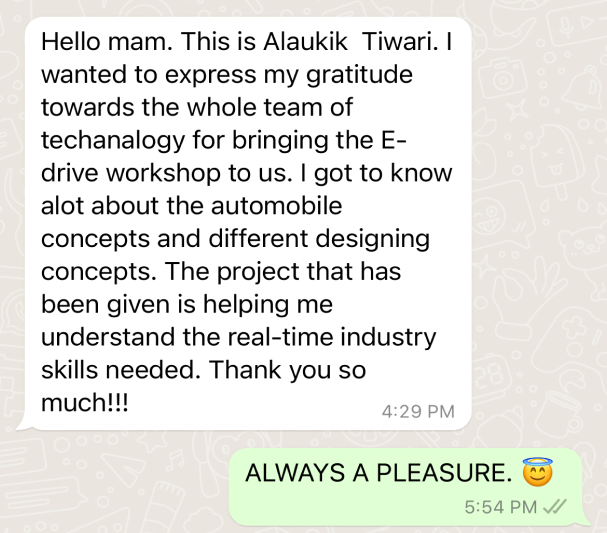 Hello mam. This is Alaukik  Tiwari. I
wanted to express my gratitude
towards the whole team of
techanalogy for bringing the E-
drive workshop to us. I got to know
alot about the automobile
concepts and different designing
concepts. The project that has
been given is helping me
understand the real-time industry
skills needed. Thank you so
much!!!
4:29 PM
ALWAYS A PLEASURE. 😇
5:54 PM